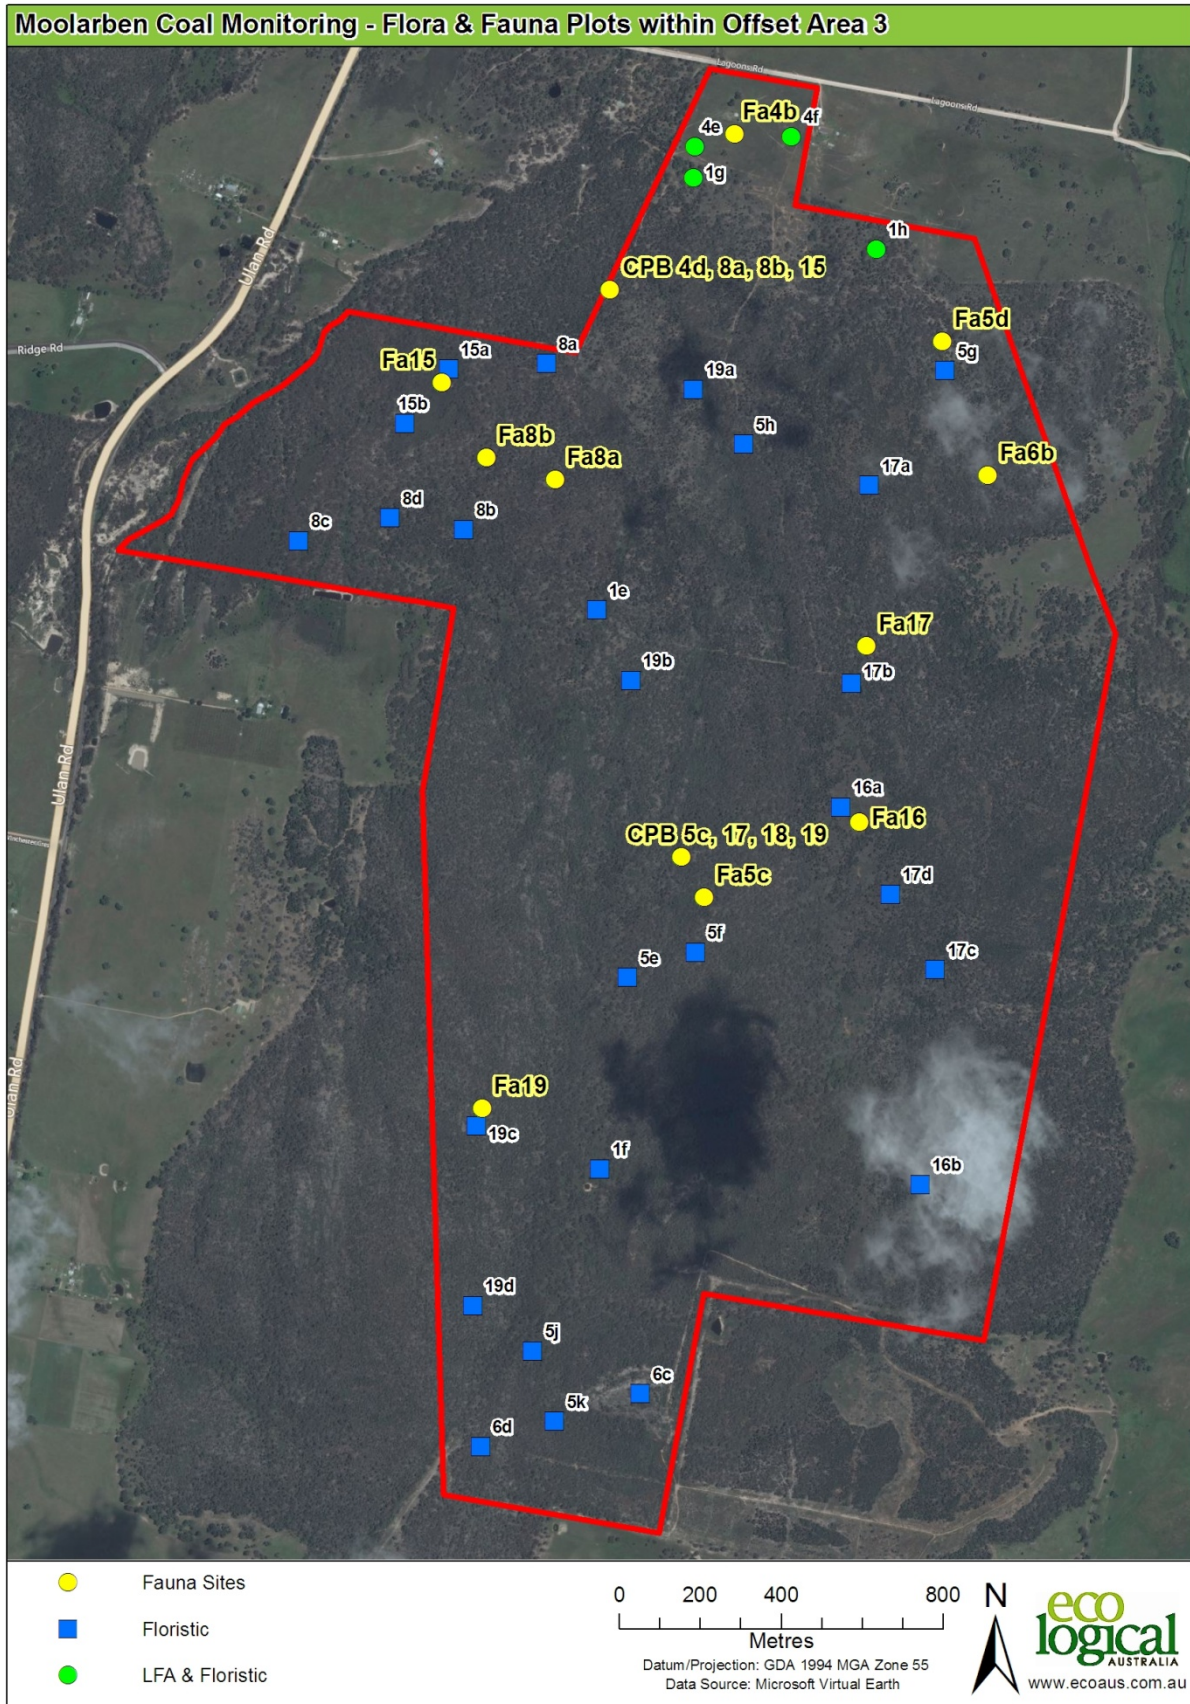 Moolarben Coal Monitoring - Flora & Fauna Plots within Offset Area 3
Lagoons Rd
Lagoons Rd
Fa4b
4f
4e
1g
1h
Ulan Rd
CPB 4d, 8a, 8b, 15
Fa5d
Ridge Rd
8a
15a
Fa15
19a
5g
15b
5h
Fa8b
Fa8a
Fa6b
17a
8d
8b
8c
1e
Fa17
19b
17b
Ulan Rd
16a
Fa16
CPB 5c, 17, 18, 19
Fa5c
17d
5f
17c
5e
Ulan Rd
Fa19
19c
1f
16b
19d
5j
6c
5k
6d
Fauna Sites
Floristic
LFA & Floristic
0 200 400 800
Metres
Datum/Projection: GDA 1994 MGA Zone 55
Data Source: Microsoft Virtual Earth
N
eco
logical
AUSTRALIA
www.ecoaus.com.au